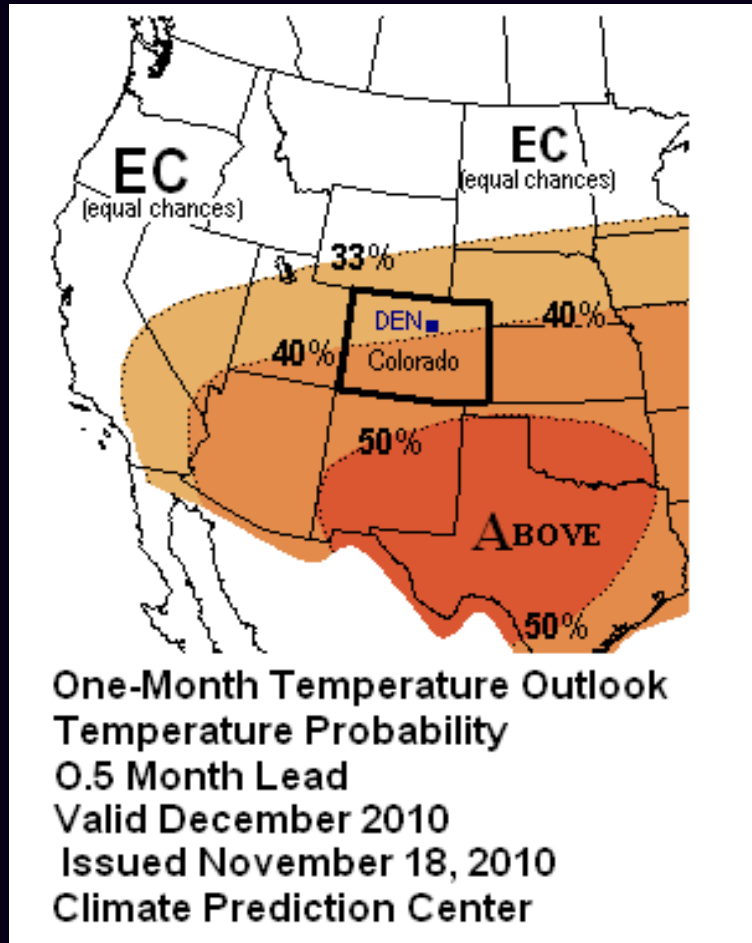 EC
(equal chances)
EC
(equal chances)
33%
DEN
40%
40%
Colorado
50%
ABOVE
50%
One-Month Temperature Outlook
Temperature Probability
0.5 Month Lead
Valid December 2010
Issued November 18, 2010
Climate Prediction Center